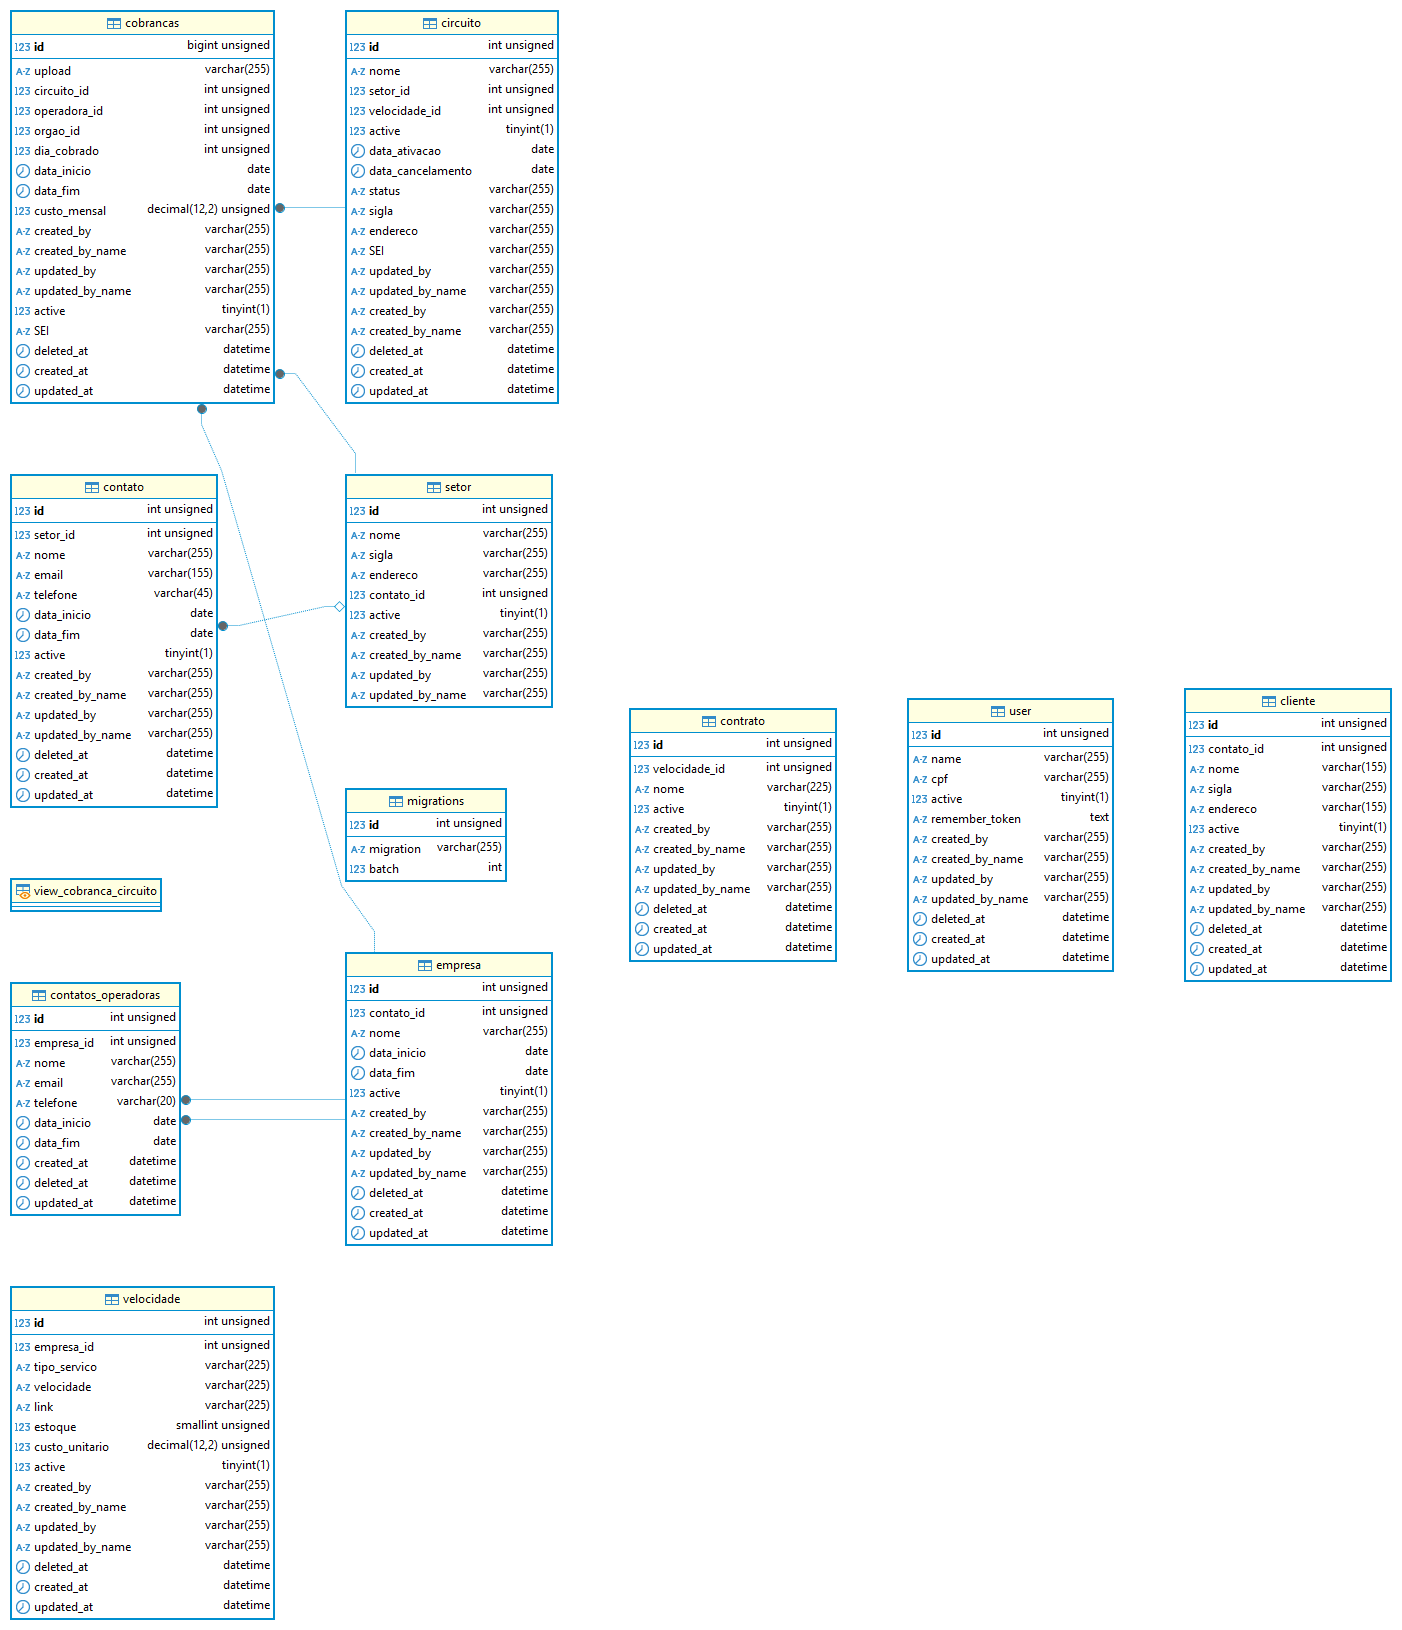 cobrancas
123 id bigint unsigned
A-Z upload varchar(255)
123 circuito_id int unsigned
123 operadora_id int unsigned
123 orgao_id int unsigned
123 dia_cobrado int unsigned
data_inicio date
data_fim date
123 custo_mensal decimal(12,2) unsigned
A-Z created_by varchar(255)
A-Z created_by_name varchar(255)
A-Z updated_by varchar(255)
A-Z updated_by_name varchar(255)
123 active tinyint(1)
A-Z SEI varchar(255)
deleted_at datetime
created_at datetime
updated_at datetime
circuito
123 id int unsigned
A-Z nome varchar(255)
123 setor_id int unsigned
123 velocidade_id int unsigned
123 active tinyint(1)
data_ativacao date
data_cancelamento date
A-Z status varchar(255)
A-Z sigla varchar(255)
A-Z endereco varchar(255)
A-Z SEI varchar(255)
A-Z updated_by varchar(255)
A-Z updated_by_name varchar(255)
A-Z created_by varchar(255)
A-Z created_by_name varchar(255)
deleted_at datetime
created_at datetime
updated_at datetime
contato
123 id int unsigned
123 setor_id int unsigned
A-Z nome varchar(255)
A-Z email varchar(155)
A-Z telefone varchar(45)
data_inicio date
data_fim date
123 active tinyint(1)
A-Z created_by varchar(255)
A-Z created_by_name varchar(255)
A-Z updated_by varchar(255)
A-Z updated_by_name varchar(255)
deleted_at datetime
created_at datetime
updated_at datetime
setor
123 id int unsigned
A-Z nome varchar(255)
A-Z sigla varchar(255)
A-Z endereco varchar(255)
123 contato_id int unsigned
123 active tinyint(1)
A-Z created_by varchar(255)
A-Z created_by_name varchar(255)
A-Z updated_by varchar(255)
A-Z updated_by_name varchar(255)
contrato
123 id int unsigned
123 velocidade_id int unsigned
A-Z nome varchar(225)
123 active tinyint(1)
A-Z created_by varchar(255)
A-Z created_by_name varchar(255)
A-Z updated_by varchar(255)
A-Z updated_by_name varchar(255)
deleted_at datetime
created_at datetime
updated_at datetime
user
123 id int unsigned
A-Z name varchar(255)
A-Z cpf varchar(255)
123 active tinyint(1)
A-Z remember_token text
A-Z created_by varchar(255)
A-Z created_by_name varchar(255)
A-Z updated_by varchar(255)
A-Z updated_by_name varchar(255)
deleted_at datetime
created_at datetime
updated_at datetime
cliente
123 id int unsigned
123 contato_id int unsigned
A-Z nome varchar(155)
A-Z sigla varchar(255)
A-Z endereco varchar(155)
123 active tinyint(1)
A-Z created_by varchar(255)
A-Z created_by_name varchar(255)
A-Z updated_by varchar(255)
A-Z updated_by_name varchar(255)
deleted_at datetime
created_at datetime
updated_at datetime
migrations
123 id int unsigned
A-Z migration varchar(255)
123 batch int
view_cobranca_circuito
contatos_operadoras
123 id int unsigned
123 empresa_id int unsigned
A-Z nome varchar(255)
A-Z email varchar(255)
A-Z telefone varchar(20)
data_inicio date
data_fim date
created_at datetime
deleted_at datetime
updated_at datetime
empresa
123 id int unsigned
123 contato_id int unsigned
A-Z nome varchar(255)
data_inicio date
data_fim date
123 active tinyint(1)
A-Z created_by varchar(255)
A-Z created_by_name varchar(255)
A-Z updated_by varchar(255)
A-Z updated_by_name varchar(255)
deleted_at datetime
created_at datetime
updated_at datetime
velocidade
123 id int unsigned
123 empresa_id int unsigned
A-Z tipo_servico varchar(225)
A-Z velocidade varchar(225)
A-Z link varchar(225)
123 estoque smallint unsigned
123 custo_unitario decimal(12,2) unsigned
123 active tinyint(1)
A-Z created_by varchar(255)
A-Z created_by_name varchar(255)
A-Z updated_by varchar(255)
A-Z updated_by_name varchar(255)
deleted_at datetime
created_at datetime
updated_at datetime